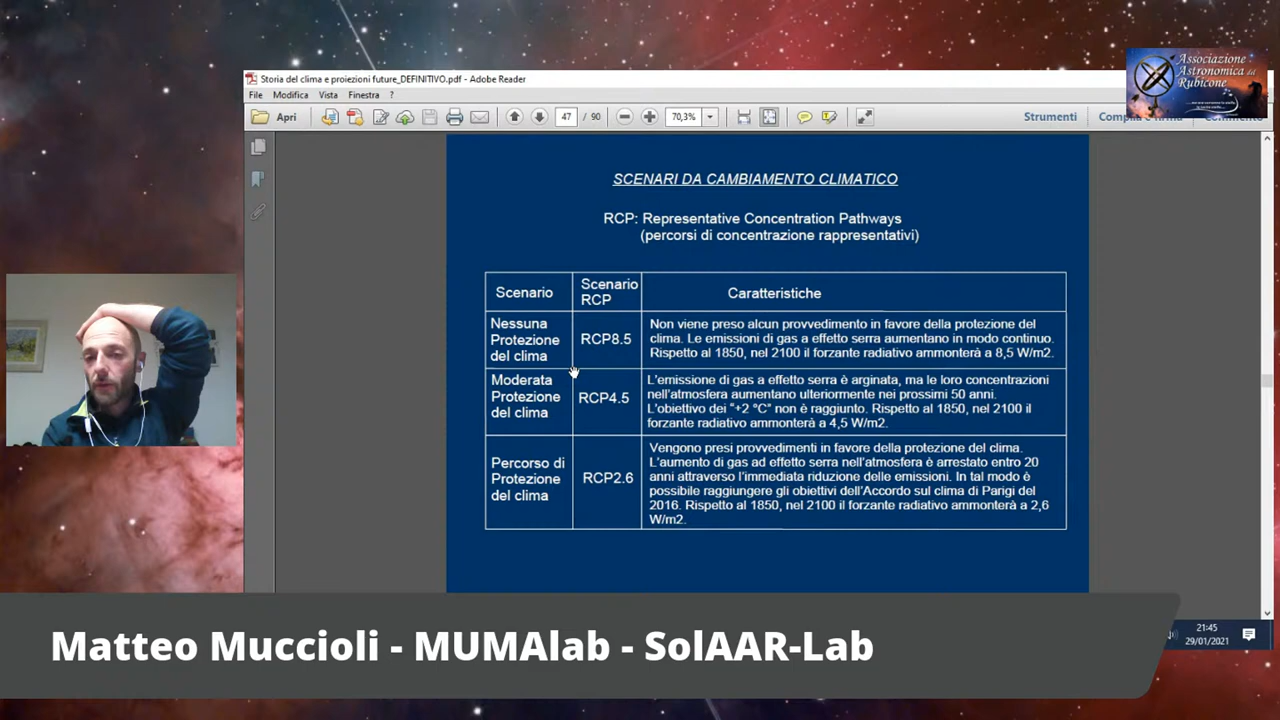 Storia del clima e proiezioni future_DEFINITIVO.pdf - Adobe Reader
File Modifica Vista Finestra ?
Apri
47 / 90
70,3%
Strumenti
Associazione
Astronomica del
Rubicone
SCENARI DA CAMBIAMENTO CLIMATICO
RCP: Representative Concentration Pathways
(percorsi di concentrazione rappresentativi)
Scenario
Scenario
RCP
Caratteristiche
Nessuna
Protezione
del clima
RCP8.5
Non viene preso alcun provvedimento in favore della protezione del
clima. Le emissioni di gas a effetto serra aumentano in modo continuo.
Rispetto al 1850, nel 2100 il forzante radiativo ammonterà a 8,5 W/m2.
Moderata
Protezione
del clima
RCP4.5
L'emissione di gas a effetto serra è arginata, ma le loro concentrazioni
nell'atmosfera aumentano ulteriormente nei prossimi 50 anni.
L'obiettivo dei “+2 °C” non è raggiunto. Rispetto al 1850, nel 2100 il
forzante radiativo ammonterà a 4,5 W/m2.
Percorso di
Protezione
del clima
RCP2.6
Vengono presi provvedimenti in favore della protezione del clima.
L'aumento di gas ad effetto serra nell'atmosfera è arrestato entro 20
anni attraverso l'immediata riduzione delle emissioni. In tal modo è
possibile raggiungere gli obiettivi dell'Accordo sul clima di Parigi del
2016. Rispetto al 1850, nel 2100 il forzante radiativo ammonterà a 2,6
W/m2.
21:45
29/01/2021
Matteo Muccioli - MUMAlab - SolAAR-Lab